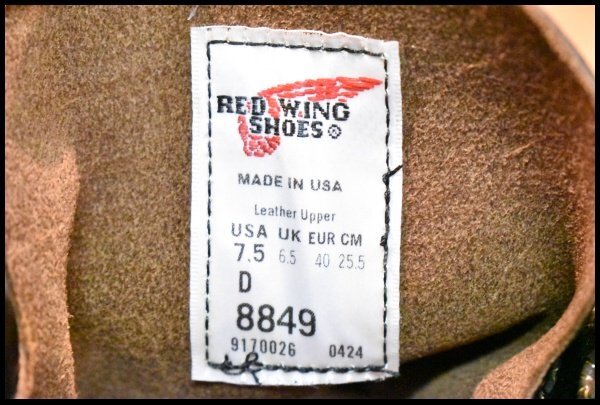 RED WING
SHOES®
MADE IN USA
Leather Upper
USA UK EUR CM
7.5 6.5 40 25.5
D
8849
9170026 0424